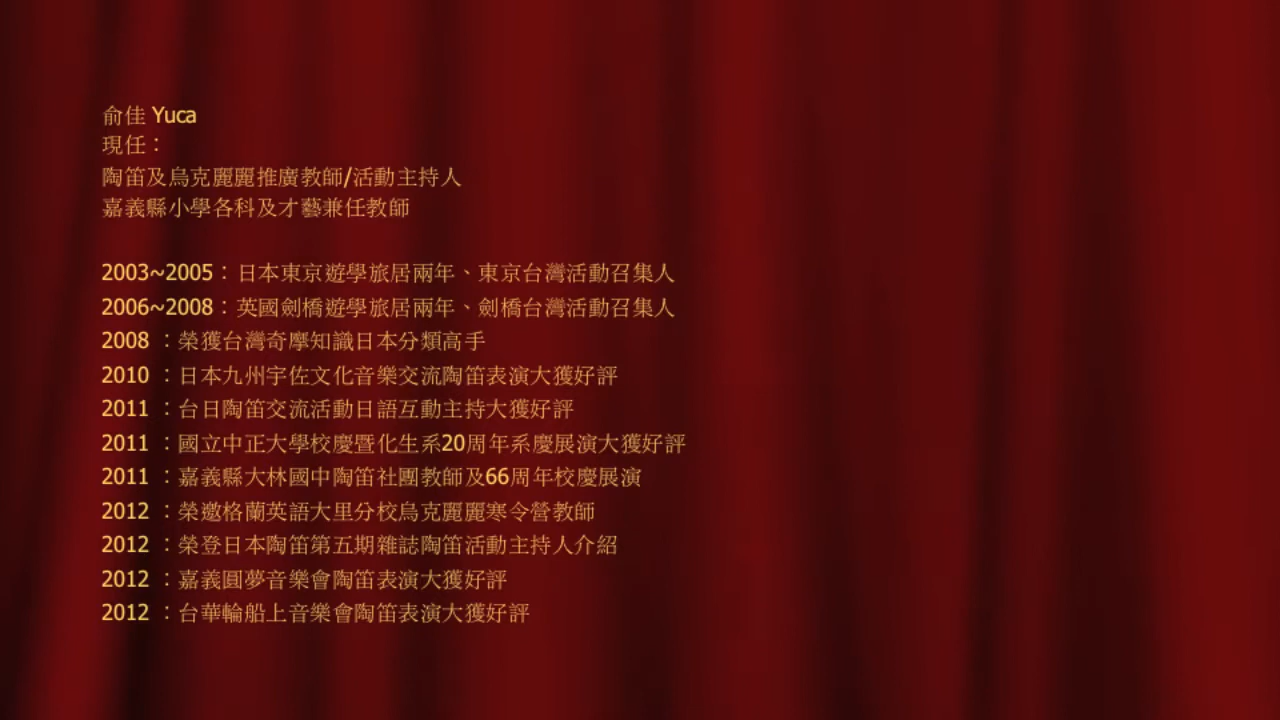 俞佳 Yuca
現任：
陶笛及烏克麗麗推廣教師/活動主持人
嘉義縣小學各科及才藝兼任教師
2003~2005：日本東京遊學旅居兩年、東京台灣活動召集人
2006~2008：英國劍橋遊學旅居兩年、劍橋台灣活動召集人
2008 ：榮獲台灣奇摩知識日本分類高手
2010 ：日本九州宇佐文化音樂交流陶笛表演大獲好評
2011 ：台日陶笛交流活動日語互動主持大獲好評
2011 ：國立中正大學校慶暨化生系20周年系慶展演大獲好評
2011 ：嘉義縣大林國中陶笛社團教師及66周年校慶展演
2012 ：榮邀格蘭英語大里分校烏克麗麗寒令營教師
2012 ：榮登日本陶笛第五期雜誌陶笛活動主持人介紹
2012 ：嘉義圓夢音樂會陶笛表演大獲好評
2012 ：台華輪船上音樂會陶笛表演大獲好評